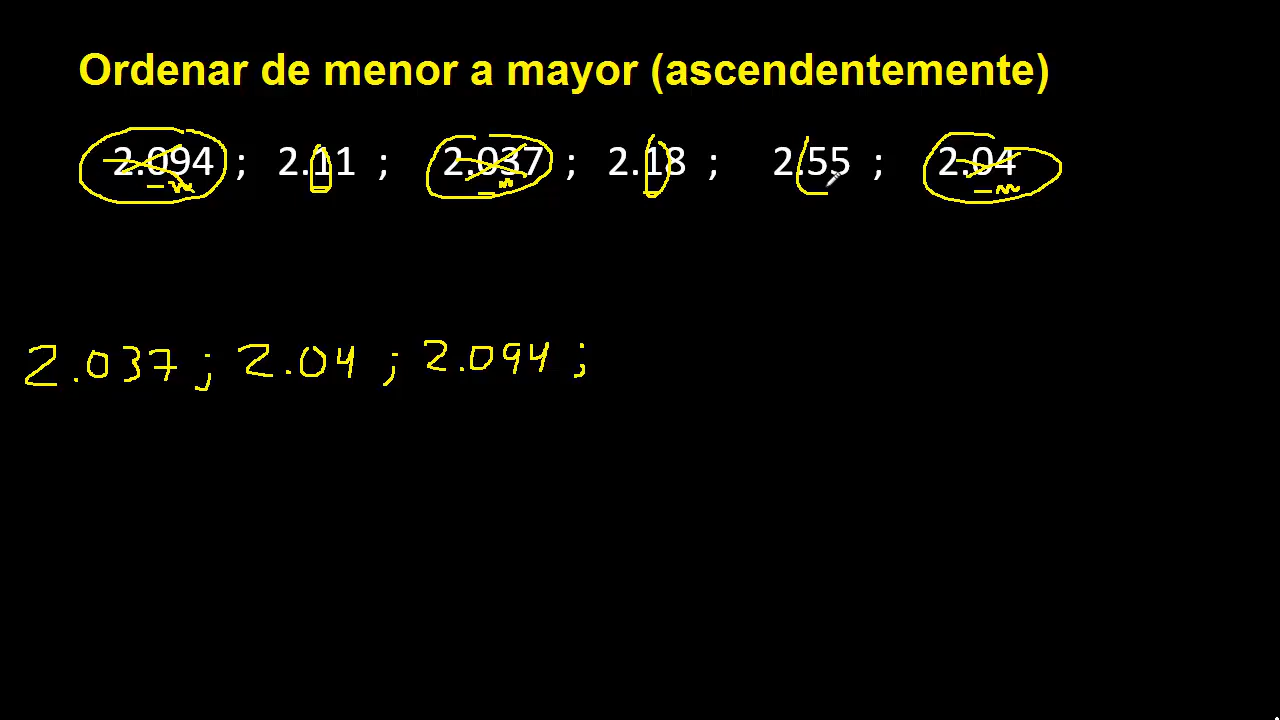 Ordenar de menor a mayor (ascendentemente)
2.094 ; 2.11 ; 2.037 ; 2.18 ; 2.55 ; 2.04
2.037 ; 2.04 ; 2.094 ;